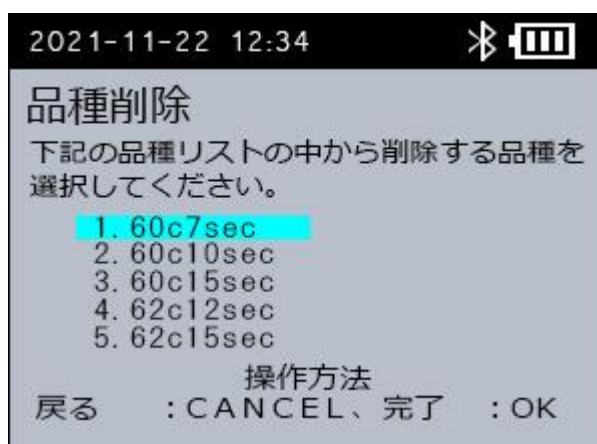 2021-11-22 12:34
品種削除
下記の品種リストの中から削除する品種を
選択してください。
1. 60c7sec
2. 60c10sec
3. 60c15sec
4. 62c12sec
5. 62c15sec
操作方法
戻る :CANCEL、完了 :OK